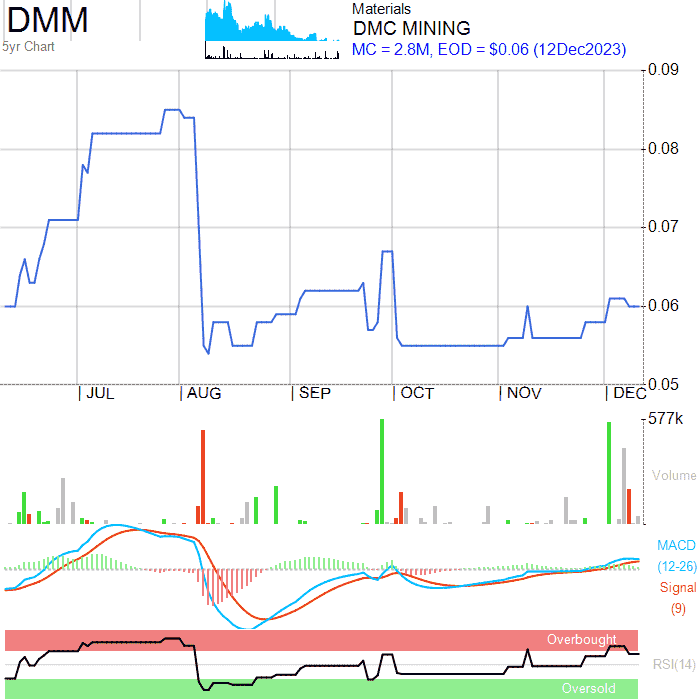 DMM
5yr Chart
Materials
DMC MINING
MC = 2.8M, EOD = $0.06 (12Dec2023)
0.09
0.08
0.07
0.06
0.05
JUL AUG SEP OCT NOV DEC
577k
Volume
MACD
(12-26)
Signal
(9)
Overbought
RSI(14)
Oversold